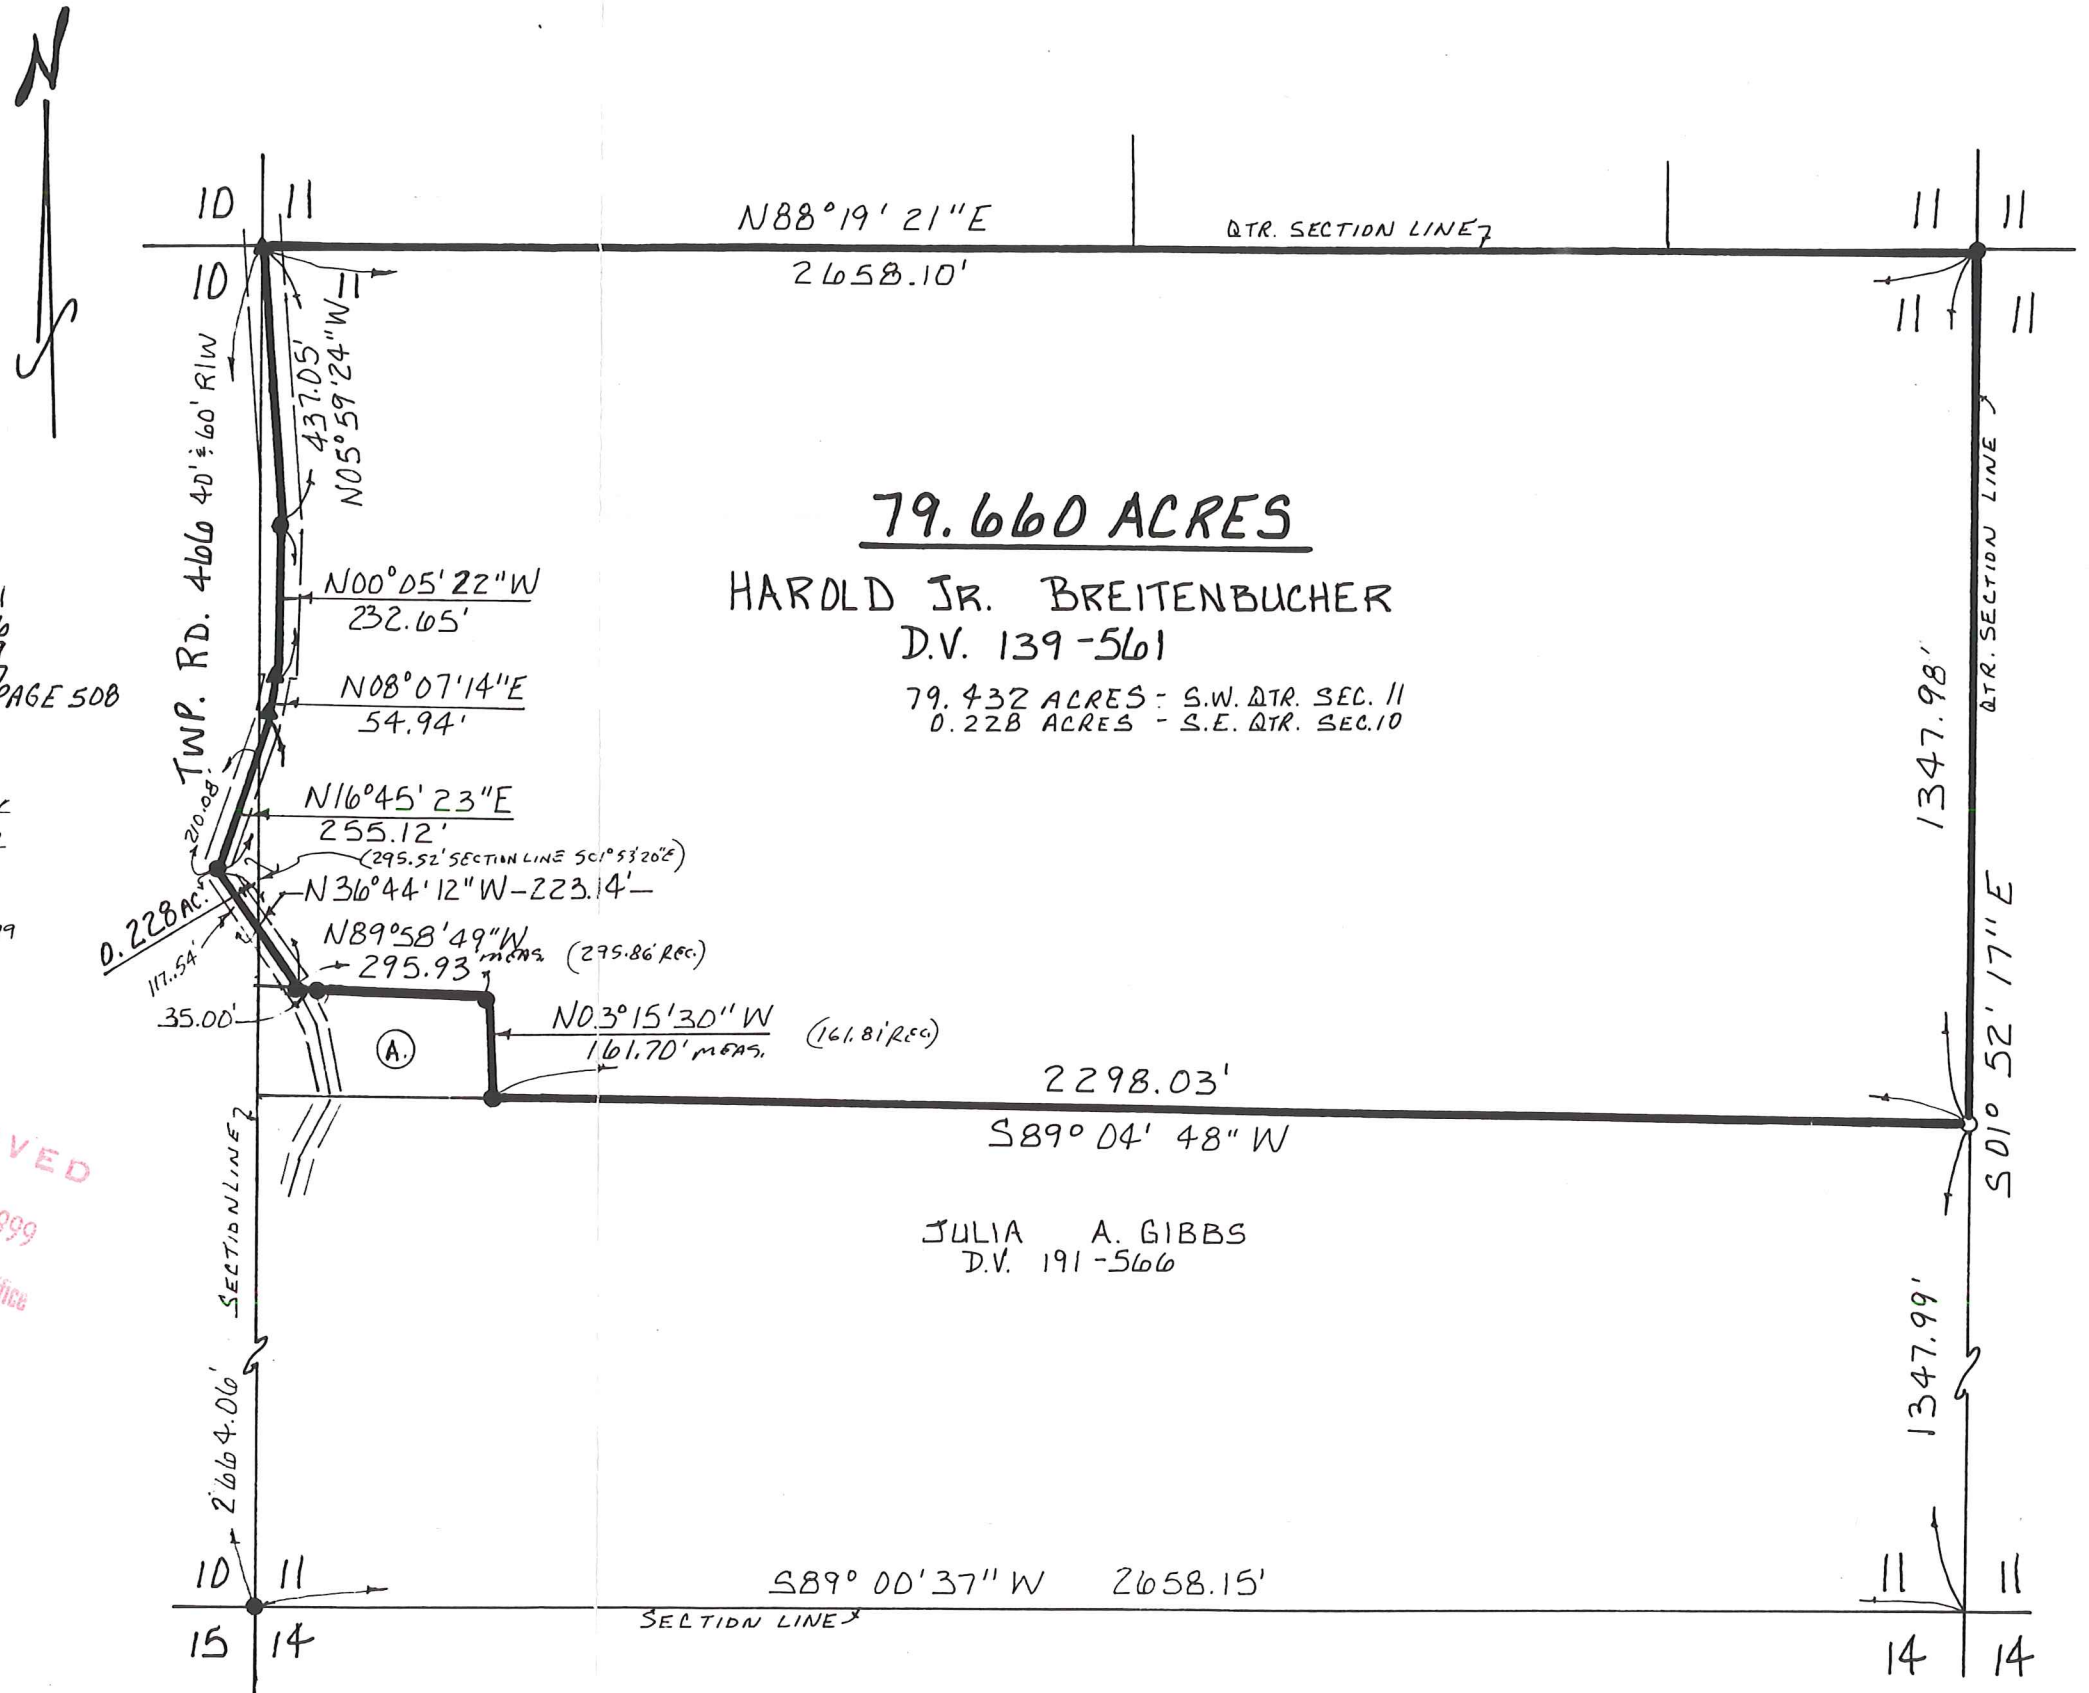 N
10 11
N88°19'21"E
QTR. SECTION LINE
11 11
10 11
2658.10'
11 11
TWP. RD. 466 40' & 60' R/W
437.05'
N05°59'24"W
QTR. SECTION LINE
79.660 ACRES
HAROLD JR. BREITENBUCHER
D.V. 139-561
79.432 ACRES - S.W. QTR. SEC. 11
0.228 ACRES - S.E. QTR. SEC. 10
PAGE 508
N00°05'22"W
232.65'
N08°07'14"E
54.94'
1347.98'
210.08'
N16°45'23"E
255.12'
(295.52' SECTION LINE S01°53'20"E)
N36°44'12"W-223.14'
0.228 AC.
117.54'
N89°58'49"W
295.93' MEAS. (295.86' REC.)
35.00'
A.
N03°15'30"W (161.81' REC.)
161.70' MEAS.
2298.03'
S89°04'48"W
S01°52'17"E
SECTION LINE
VED
JULIA A. GIBBS
D.V. 191-566
1347.99'
2664.06'
10 11
S89°00'37"W 2658.15'
11 11
SECTION LINE
15 14
14 14